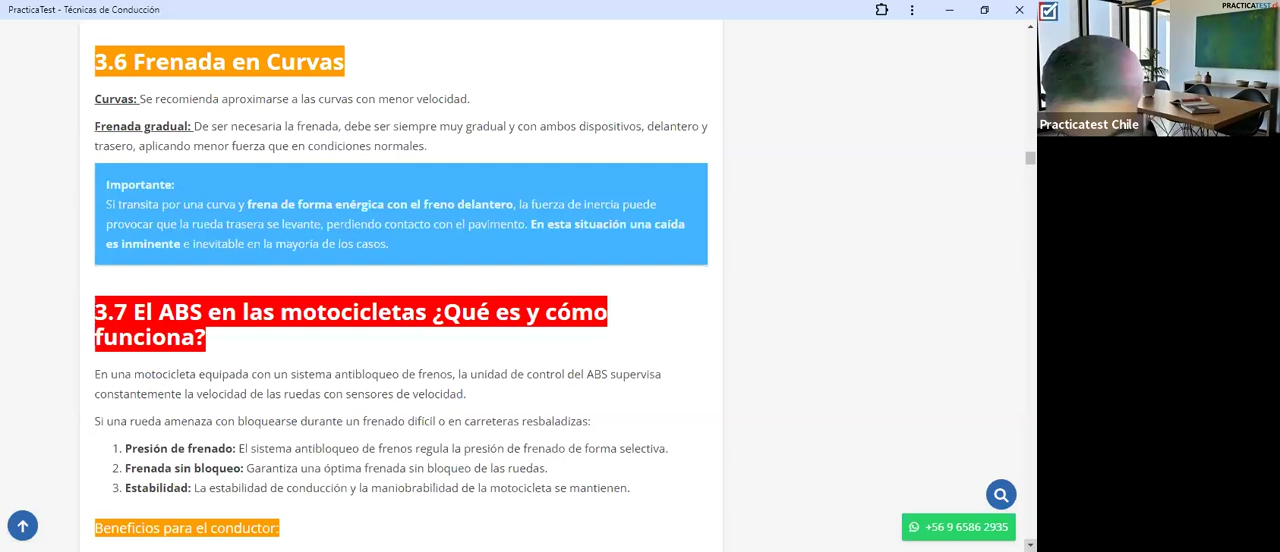 PracticaTest - Técnicas de Conducción
PRACTICATEST.cl
3.6 Frenada en Curvas
Curvas: Se recomienda aproximarse a las curvas con menor velocidad.
Frenada gradual: De ser necesaria la frenada, debe ser siempre muy gradual y con ambos dispositivos, delantero y
trasero, aplicando menor fuerza que en condiciones normales.
Importante:
Si transita por una curva y frena de forma enérgica con el freno delantero, la fuerza de inercia puede
provocar que la rueda trasera se levante, perdiendo contacto con el pavimento. En esta situación una caída
es inminente e inevitable en la mayoría de los casos.
3.7 El ABS en las motocicletas ¿Qué es y cómo
funciona?
En una motocicleta equipada con un sistema antibloqueo de frenos, la unidad de control del ABS supervisa
constantemente la velocidad de las ruedas con sensores de velocidad.
Si una rueda amenaza con bloquearse durante un frenado difícil o en carreteras resbaladizas:
1. Presión de frenado: El sistema antibloqueo de frenos regula la presión de frenado de forma selectiva.
2. Frenada sin bloqueo: Garantiza una óptima frenada sin bloqueo de las ruedas.
3. Estabilidad: La estabilidad de conducción y la maniobrabilidad de la motocicleta se mantienen.
Beneficios para el conductor:
+56 9 6586 2935
Practicatest Chile